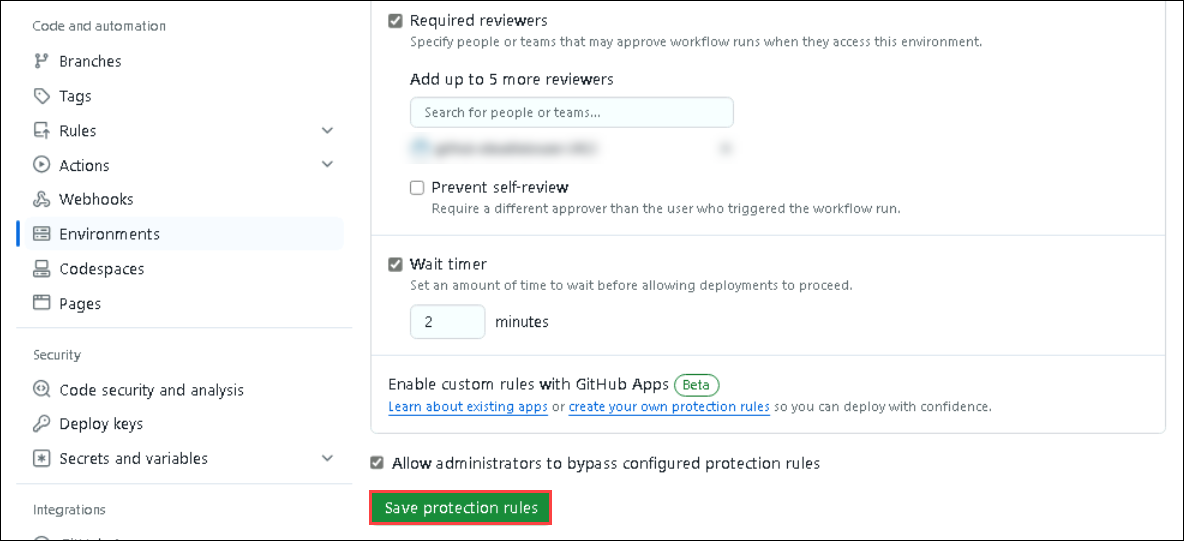 Code and automation
Branches
Tags
Rules
Actions
Webhooks
Environments
Codespaces
Pages
Security
Code security and analysis
Deploy keys
Secrets and variables
Integrations
Required reviewers
Specify people or teams that may approve workflow runs when they access this environment.
Add up to 5 more reviewers
Search for people or teams...
Prevent self-review
Require a different approver than the user who triggered the workflow run.
Wait timer
Set an amount of time to wait before allowing deployments to proceed.
2 minutes
Enable custom rules with GitHub Apps Beta
Learn about existing apps or create your own protection rules so you can deploy with confidence.
Allow administrators to bypass configured protection rules
Save protection rules